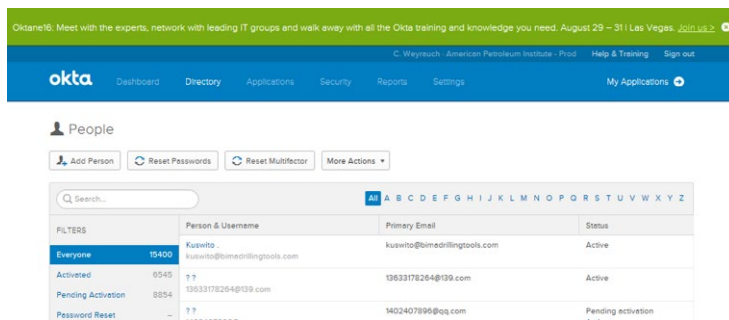 Oktane16: Meet with the experts, network with leading IT groups and walk away with all the Okta training and knowledge you need. August 29 – 31 | Las Vegas. Join us >
C. Weyrauch American Petroleum Institute - Prod Help & Training Sign out
okta Dashboard Directory Applications Security Reports Settings My Applications
People
Add Person Reset Passwords Reset Multifactor More Actions
Search... All A B C D E F G H I J K L M N O P Q R S T U V W X Y Z
FILTERS Person & Username Primary Email Status
Everyone 15400 Kuswito . kuswito@bimadrillingtools.com Active
kuswito@bimadrillingtools.com
Activated 6545 ? ? 13633178264@139.com Active
13633178264@139.com
Pending Activation 8854
Password Reset -- ? ? 1402407896@qq.com Pending activation